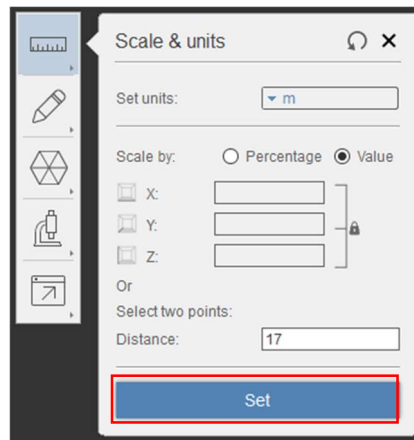 Scale & units
Set units:
m
Scale by:
Percentage
Value
X:
Y:
Z:
Or
Select two points:
Distance:
17
Set